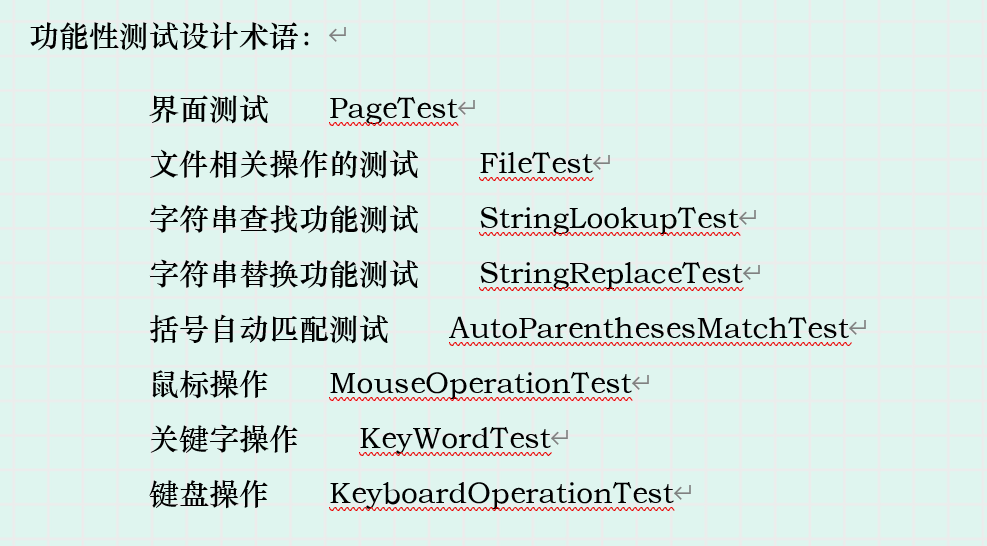 功能性测试设计术语：
界面测试 PageTest
文件相关操作的测试 FileTest
字符串查找功能测试 StringLookupTest
字符串替换功能测试 StringReplaceTest
括号自动匹配测试 AutoParenthesesMatchTest
鼠标操作 MouseOperationTest
关键字操作 KeyWordTest
键盘操作 KeyboardOperationTest